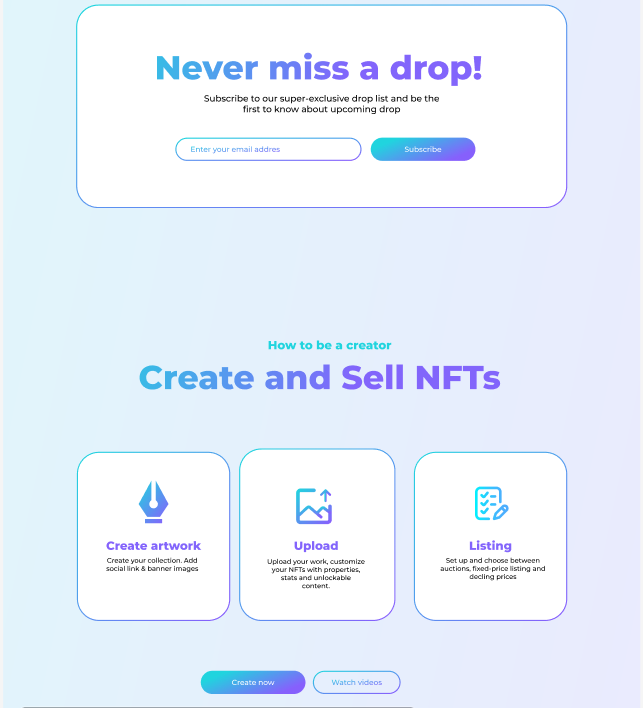 Never miss a drop!
Subscribe to our super-exclusive drop list and be the
first to know about upcoming drop
Enter your email addres
Subscribe
How to be a creator
Create and Sell NFTs
Create artwork
Create your collection. Add
social link & banner images
Upload
Upload your work, customize
your NFTs with properties,
stats and unlockable
content.
Listing
Set up and choose between
auctions, fixed-price listing and
decling prices
Create now
Watch videos